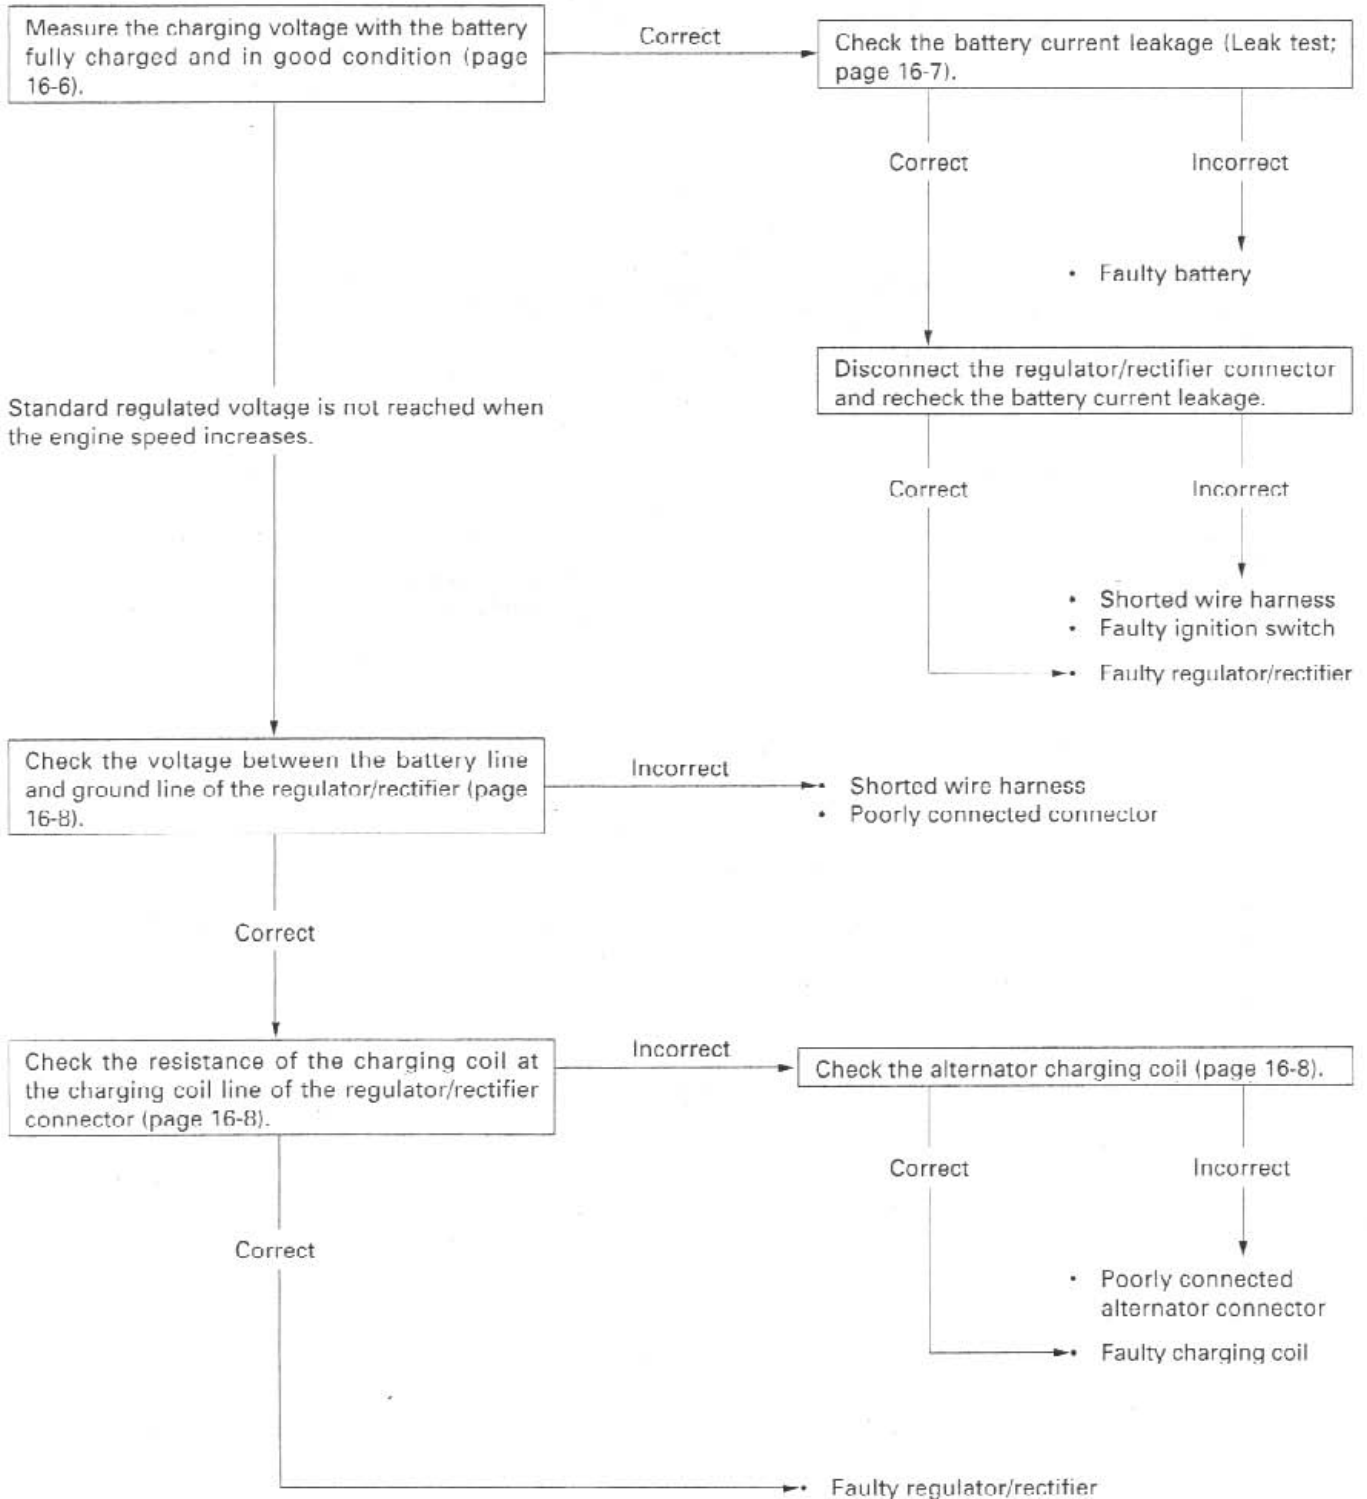 Measure the charging voltage with the battery
fully charged and in good condition (page
16-6).
Correct
Check the battery current leakage (Leak test;
page 16-7).
Correct
Incorrect
• Faulty battery
Disconnect the regulator/rectifier connector
and recheck the battery current leakage.
Standard regulated voltage is not reached when
the engine speed increases.
Correct
Incorrect
• Shorted wire harness
• Faulty ignition switch
• Faulty regulator/rectifier
Check the voltage between the battery line
and ground line of the regulator/rectifier (page
16-8).
Incorrect
• Shorted wire harness
• Poorly connected connector
Correct
Check the resistance of the charging coil at
the charging coil line of the regulator/rectifier
connector (page 16-8).
Incorrect
Check the alternator charging coil (page 16-8).
Correct
Incorrect
Correct
• Poorly connected
alternator connector
• Faulty charging coil
• Faulty regulator/rectifier